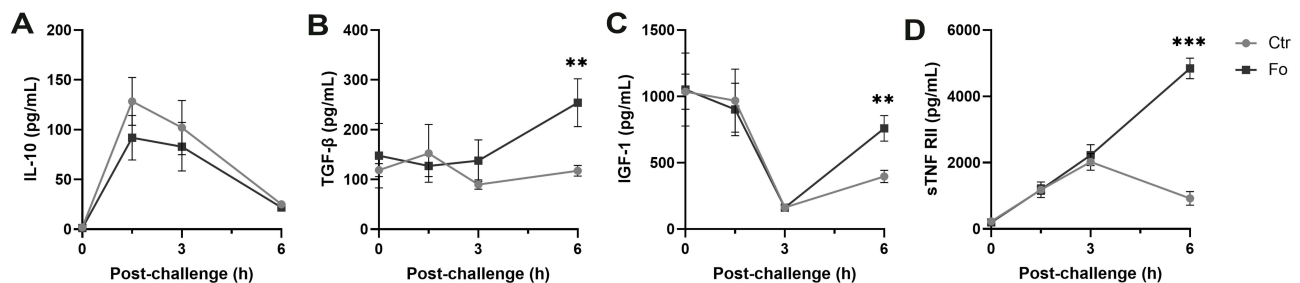 A
IL-10 (pg/mL)
200
150
100
50
0
0 3 6
Post-challenge (h)
B
TGF-β (pg/mL)
400
300
200
100
0
**
0 3 6
Post-challenge (h)
C
IGF-1 (pg/mL)
1500
1000
500
0
**
0 3 6
Post-challenge (h)
D
sTNF RII (pg/mL)
6000
4000
2000
0
***
0 3 6
Post-challenge (h)
Ctr
Fo